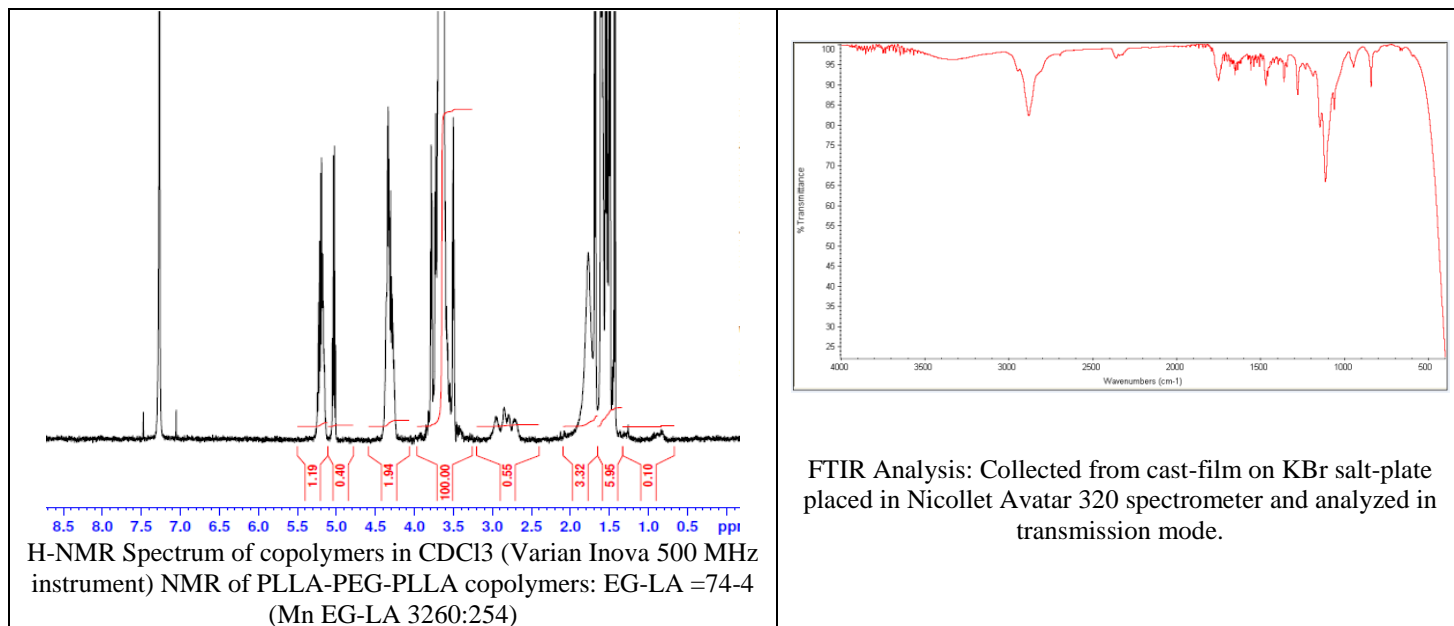 1.19
0.40
1.94
100.00
0.55
3.32
5.95
0.10
8.5 8.0 7.5 7.0 6.5 6.0 5.5 5.0 4.5 4.0 3.5 3.0 2.5 2.0 1.5 1.0 0.5 ppm
H-NMR Spectrum of copolymers in CDCl3 (Varian Inova 500 MHz
instrument) NMR of PLLA-PEG-PLLA copolymers: EG-LA =74-4
(Mn EG-LA 3260:254)
% Transmittance
100
95
90
85
80
75
70
65
60
55
50
45
40
35
30
25
4000 3500 3000 2500 2000 1500 1000 500
Wavenumbers (cm-1)
FTIR Analysis: Collected from cast-film on KBr salt-plate
placed in Nicollet Avatar 320 spectrometer and analyzed in
transmission mode.